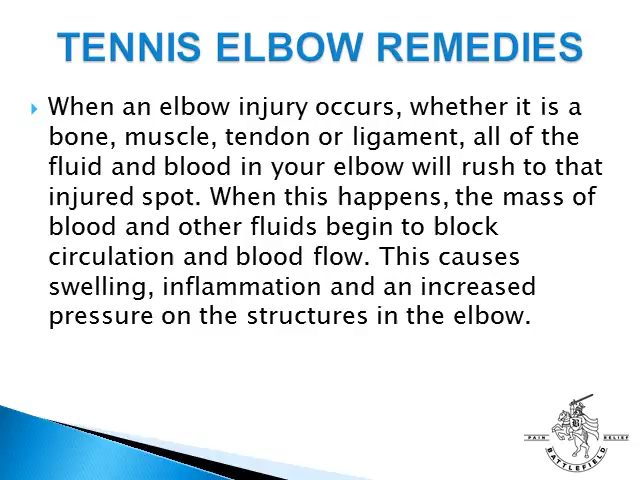 TENNIS ELBOW REMEDIES
When an elbow injury occurs, whether it is a
bone, muscle, tendon or ligament, all of the
fluid and blood in your elbow will rush to that
injured spot. When this happens, the mass of
blood and other fluids begin to block
circulation and blood flow. This causes
swelling, inflammation and an increased
pressure on the structures in the elbow.
B
PAIN RELIEF
BATTLEFIELD